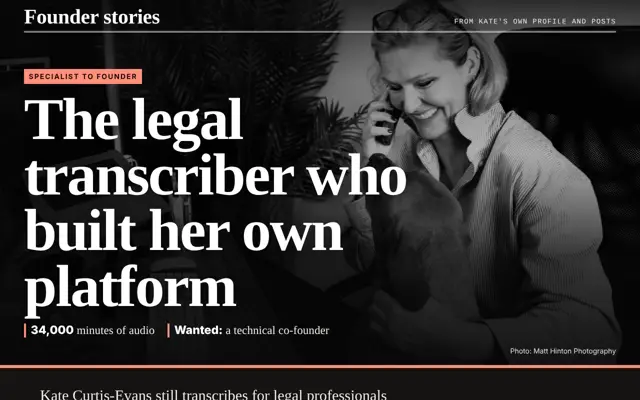 Founder stories
FROM KATE'S OWN PROFILE AND POSTS
SPECIALIST TO FOUNDER
The legal
transcriber who
built her own
platform
34,000 minutes of audio
Wanted: a technical co-founder
Photo: Matt Hinton Photography
Kate Curtis-Evans still transcribes for legal professionals